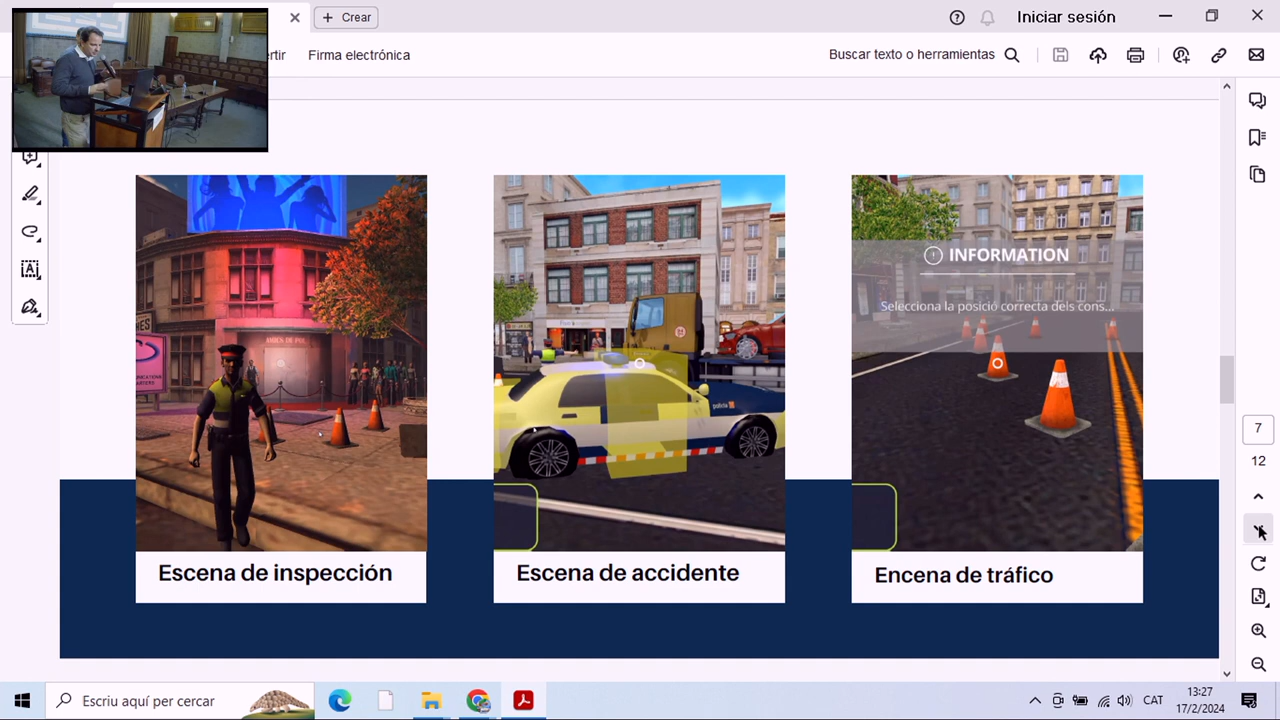 Crear
Iniciar sesión
rtir
Firma electrónica
Buscar texto o herramientas
INFORMATION
Selecciona la posició correcta dels cons...
Escena de inspección
Escena de accidente
Encena de tráfico
7
12
Escriu aquí per cercar
CAT
13:27
17/2/2024